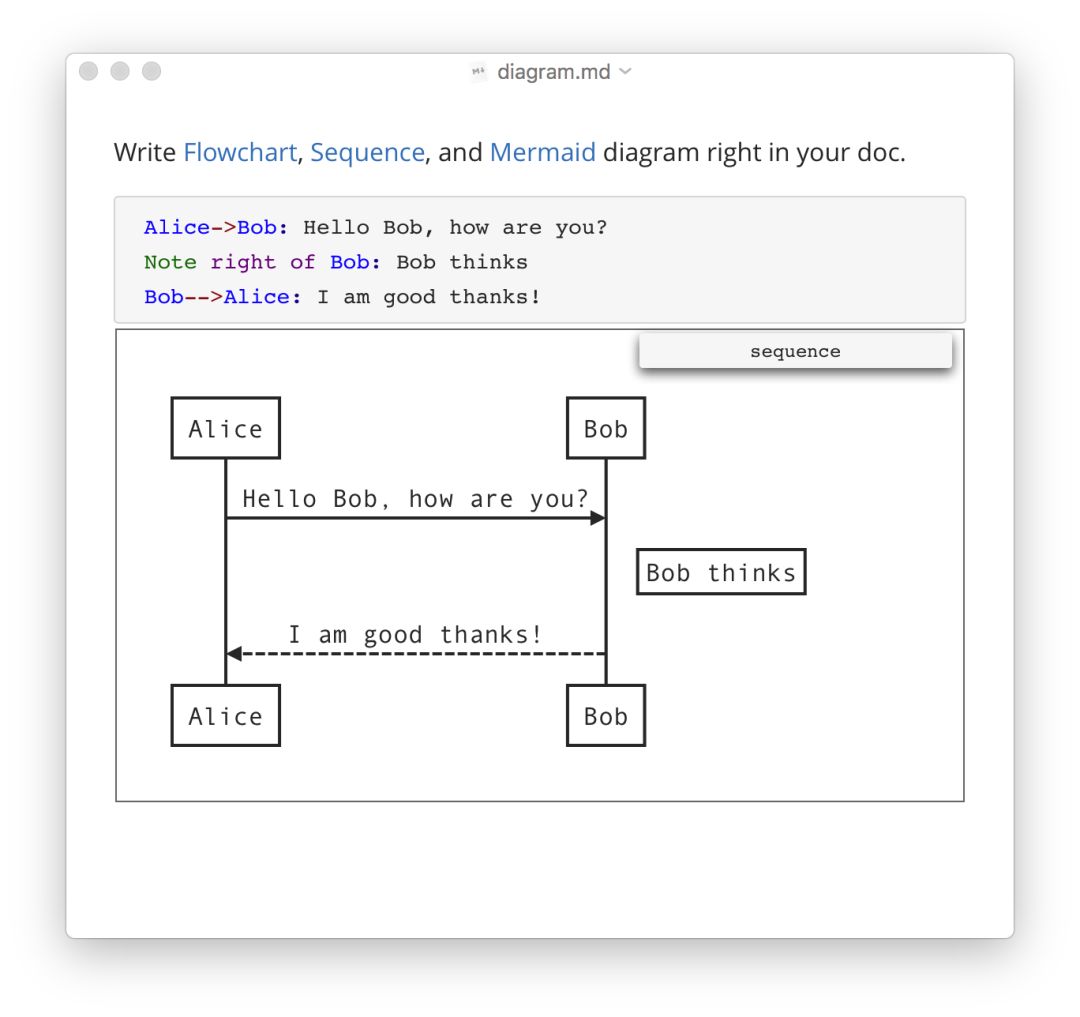 diagram.md
Write Flowchart, Sequence, and Mermaid diagram right in your doc.
Alice->Bob: Hello Bob, how are you?
Note right of Bob: Bob thinks
Bob-->Alice: I am good thanks!
sequence
Alice Bob
Hello Bob, how are you?
Bob thinks
I am good thanks!
Alice Bob